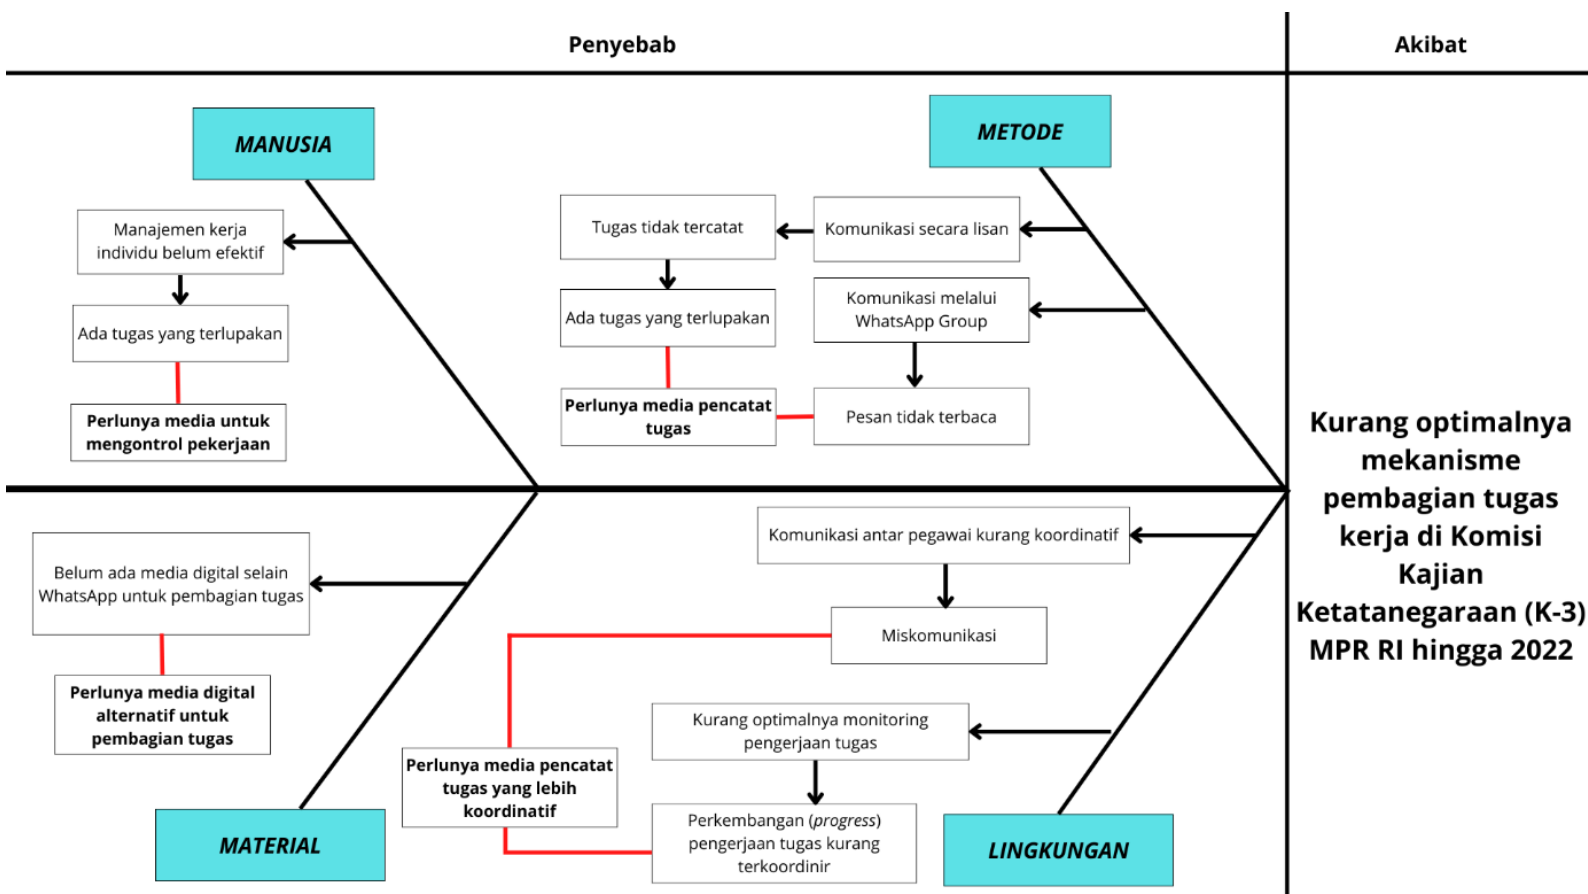 Penyebab
Akibat
MANUSIA
Manajemen kerja
individu belum efektif
Ada tugas yang terlupakan
Perlunya media untuk
mengontrol pekerjaan
METODE
Komunikasi secara lisan
Tugas tidak tercatat
Ada tugas yang terlupakan
Komunikasi melalui
WhatsApp Group
Pesan tidak terbaca
Perlunya media pencatat
tugas
MATERIAL
Belum ada media digital selain
WhatsApp untuk pembagian tugas
Perlunya media digital
alternatif untuk
pembagian tugas
LINGKUNGAN
Komunikasi antar pegawai kurang koordinatif
Miskomunikasi
Kurang optimalnya monitoring
pengerjaan tugas
Perkembangan (progress)
pengerjaan tugas kurang
terkoordinir
Perlunya media pencatat
tugas yang lebih
koordinatif
Kurang optimalnya
mekanisme
pembagian tugas
kerja di Komisi
Kajian
Ketatanegaraan (K-3)
MPR RI hingga 2022